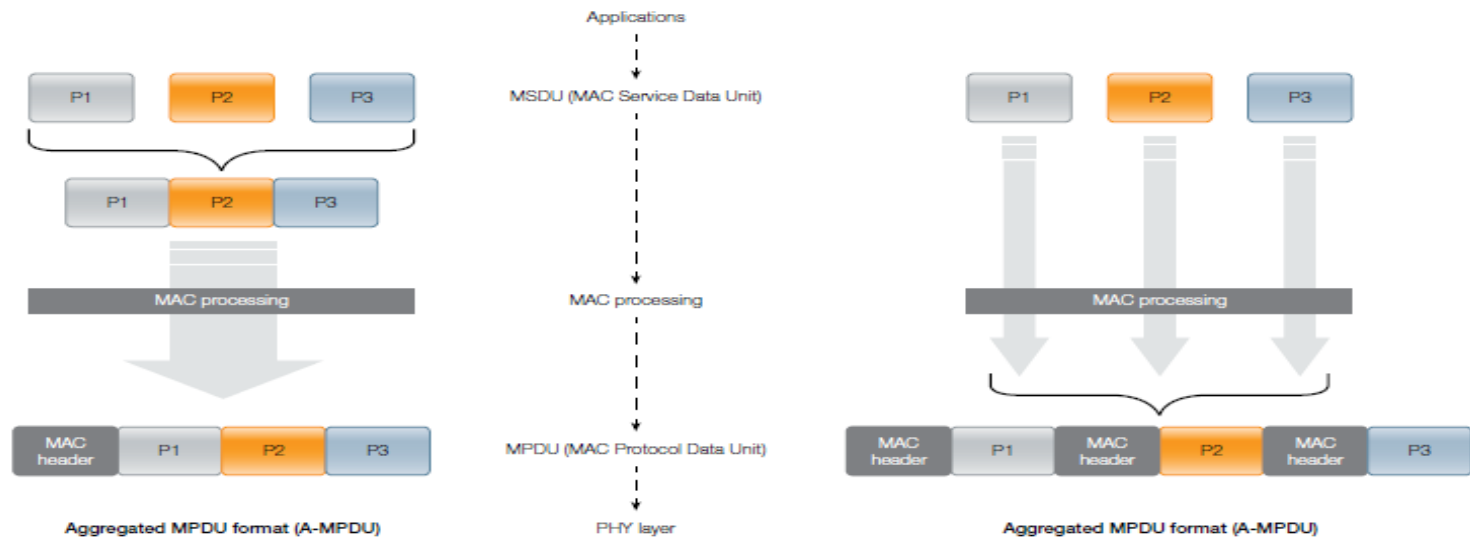 Applications
P1 P2 P3
MSDU (MAC Service Data Unit)
P1 P2 P3
P1 P2 P3
MAC processing
MAC processing
MAC processing
MAC header P1 P2 P3
MPDU (MAC Protocol Data Unit)
MAC header P1 MAC header P2 MAC header P3
Aggregated MPDU format (A-MPDU)
PHY layer
Aggregated MPDU format (A-MPDU)